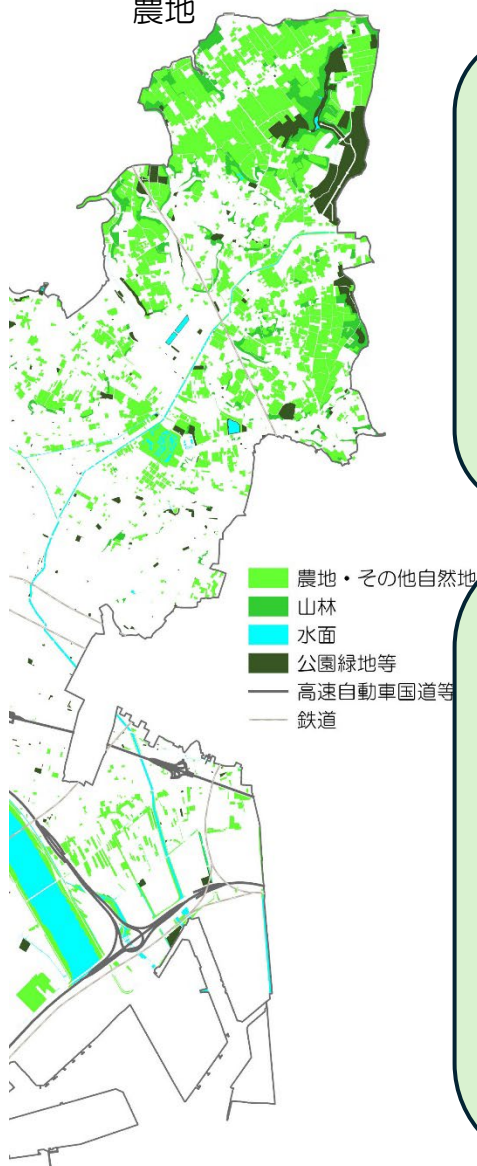 農地
農地・その他自然地
山林
水面
公園緑地等
高速自動車国道等
鉄道